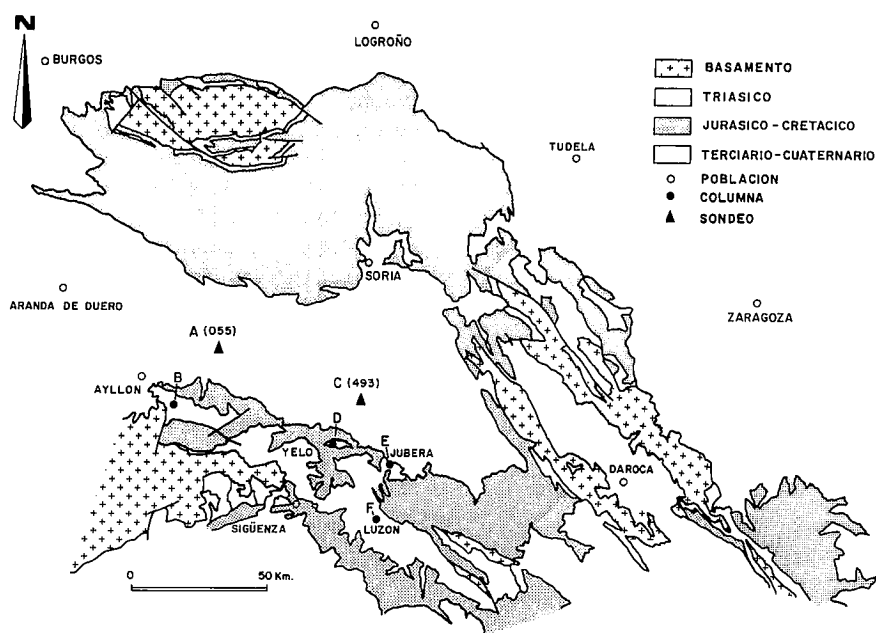 N
BURGOS
LOGROÑO
BASAMENTO
TRIASICO
JURASICO-CRETACICO
TERCIARIO-CUATERNARIO
POBLACION
COLUMNA
SONDEO
TUDELA
SORIA
ARANDA DE DUERO
ZARAGOZA
A (055)
AYLLON
B
C (493)
D
YELO
E
JUBERA
DAROCA
F
LUZON
SIGÜENZA
0 50 Km.